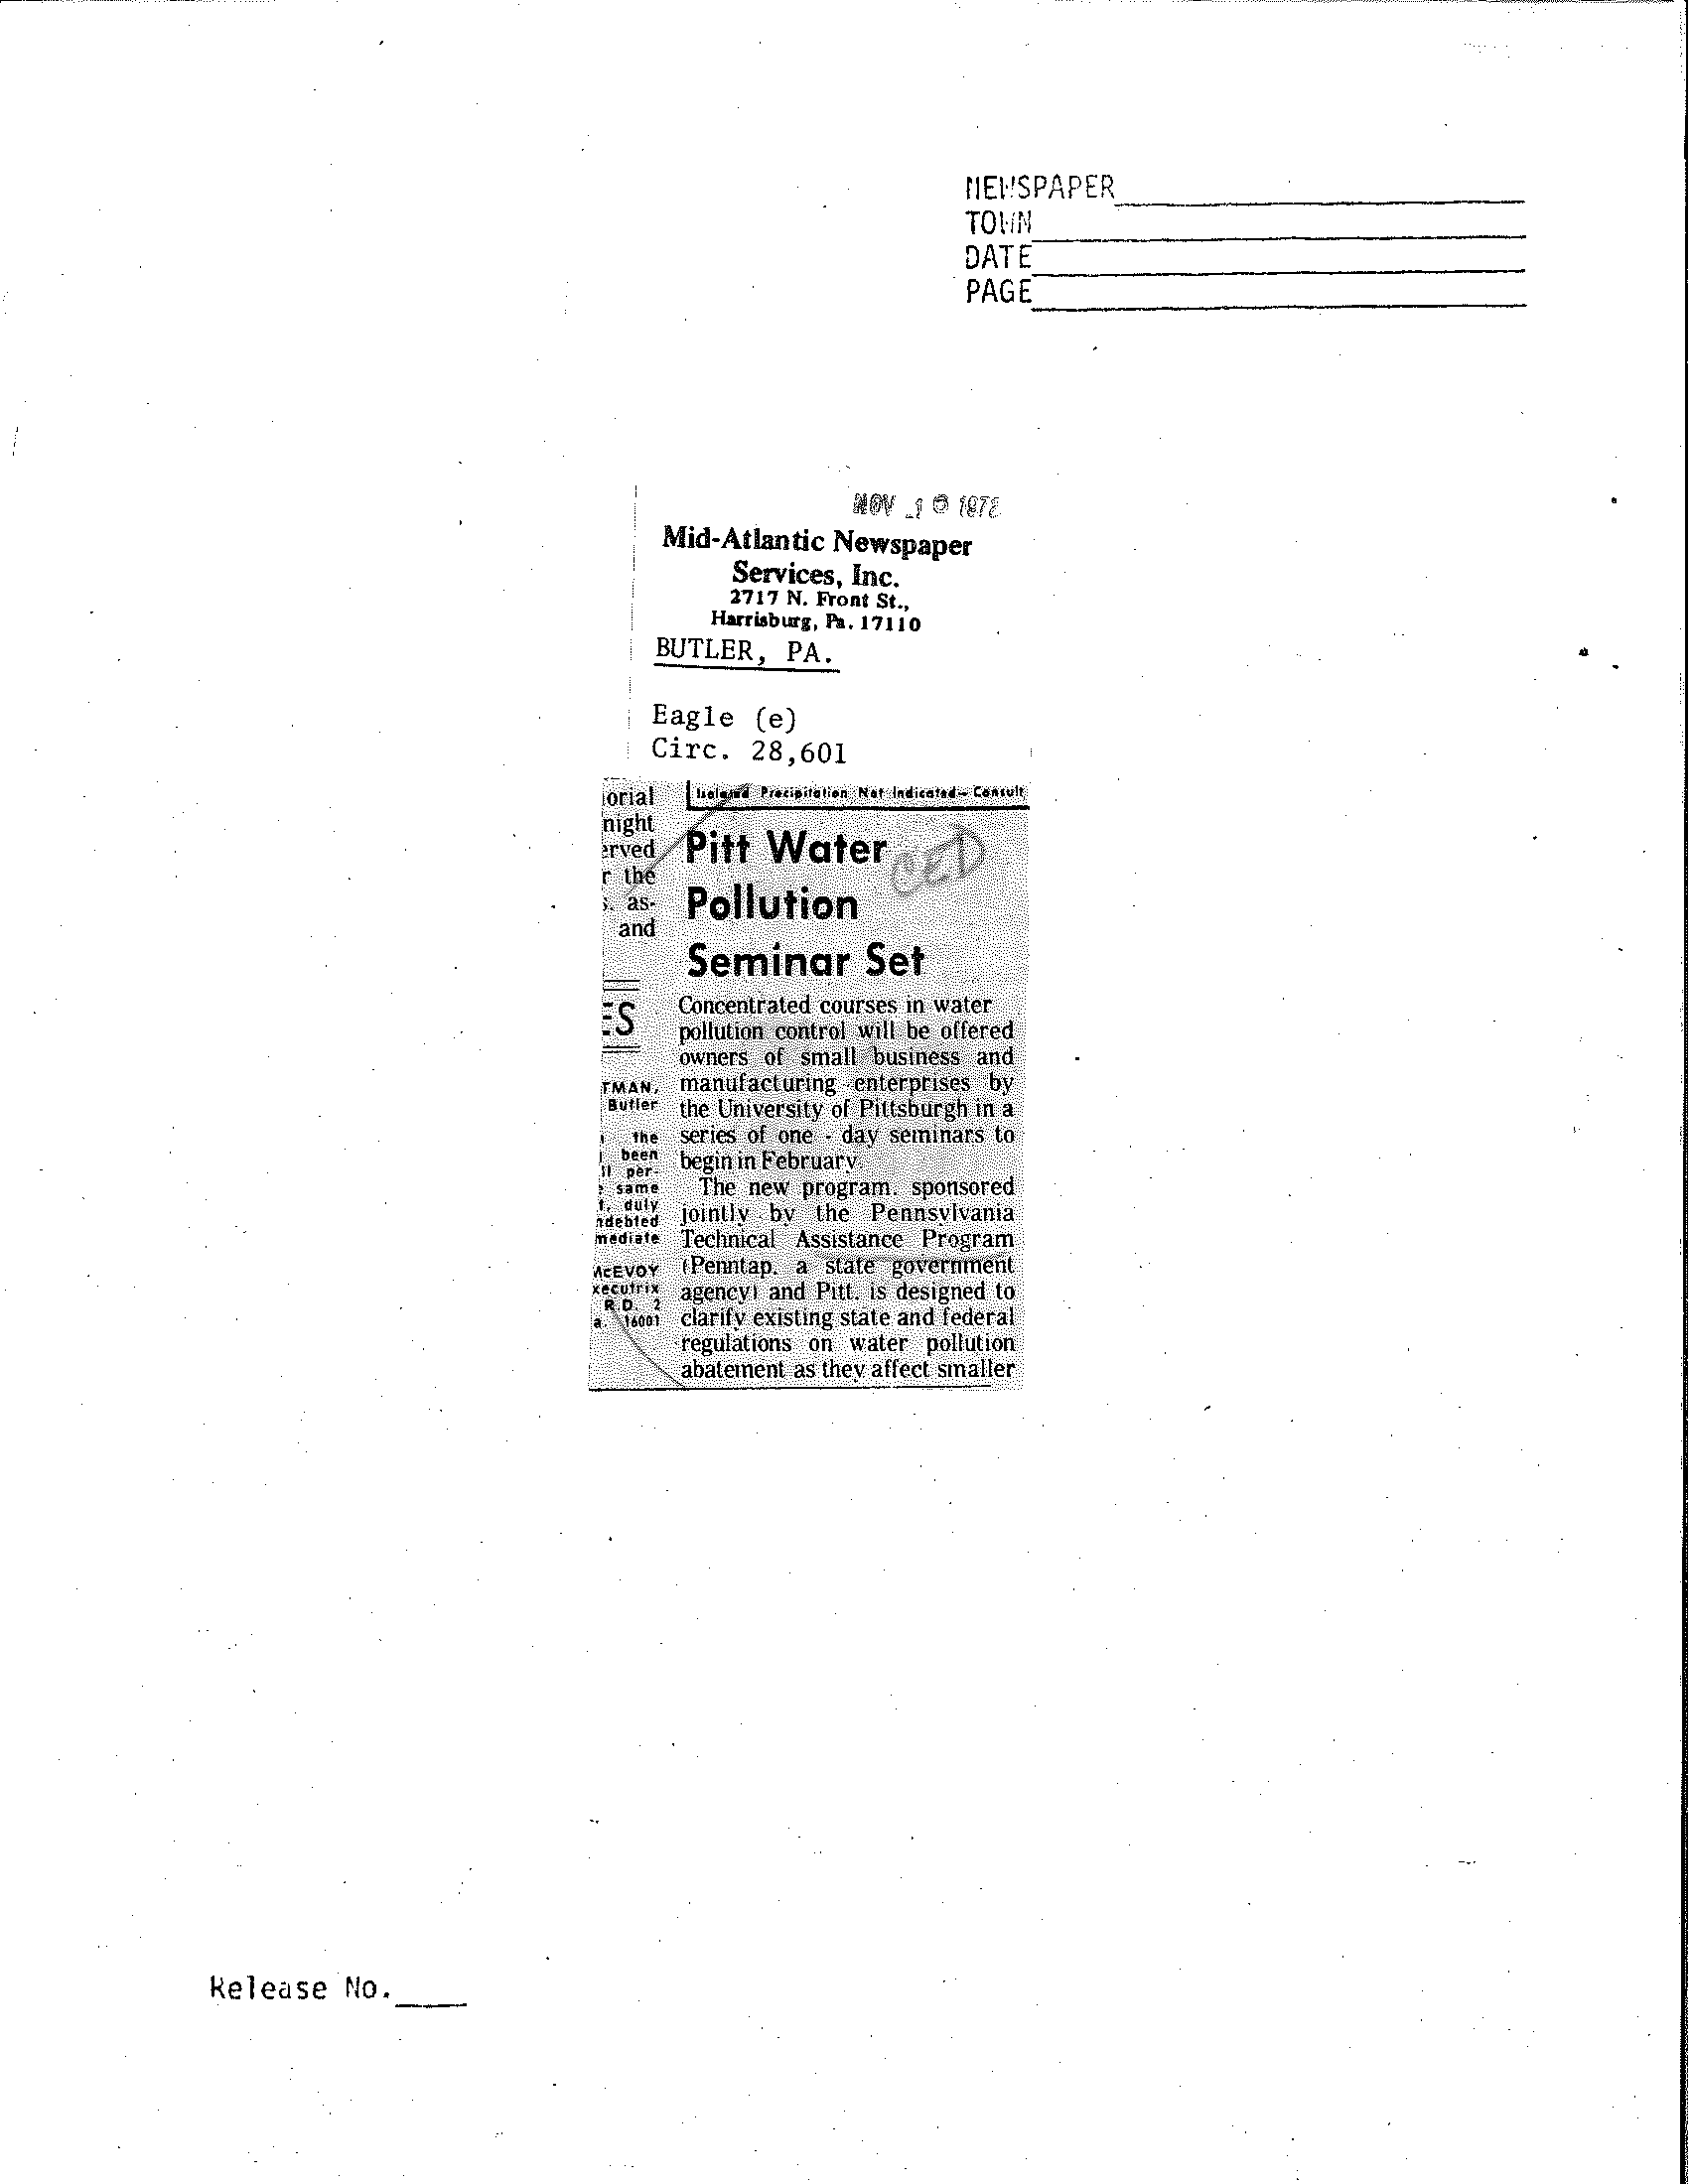 NEWSPAPER
TOWN
DATE
PAGE
NOV
Mid-Atlantic Newspaper
Services, Inc.
2717 N. Front St.,
Harrisburg, Pa. 17110
BUTLER, PA.
Eagle (e)
Circ. 28,601
orial
night
erved
r the
s. as-
and
ES
TMAN,
Butler
the
been
ll per-
same
t. duly
ndebted
mediate
McEVOY
xecutrix
R.D. 2
a. 16001
Isolated Precipitation Not Indicated - Consult
Pitt Water
Pollution
Seminar Set
Concentrated courses in water
pollution control will be offered
owners of small business and
manufacturing enterprises by
the University of Pittsburgh in a
series of one - day seminars to
begin in February.
The new program, sponsored
jointly by the Pennsylvania
Technical Assistance Program
(Penntap, a state government
agency) and Pitt, is designed to
clarify existing state and federal
regulations on water pollution
abatement as they affect smaller
Release No.